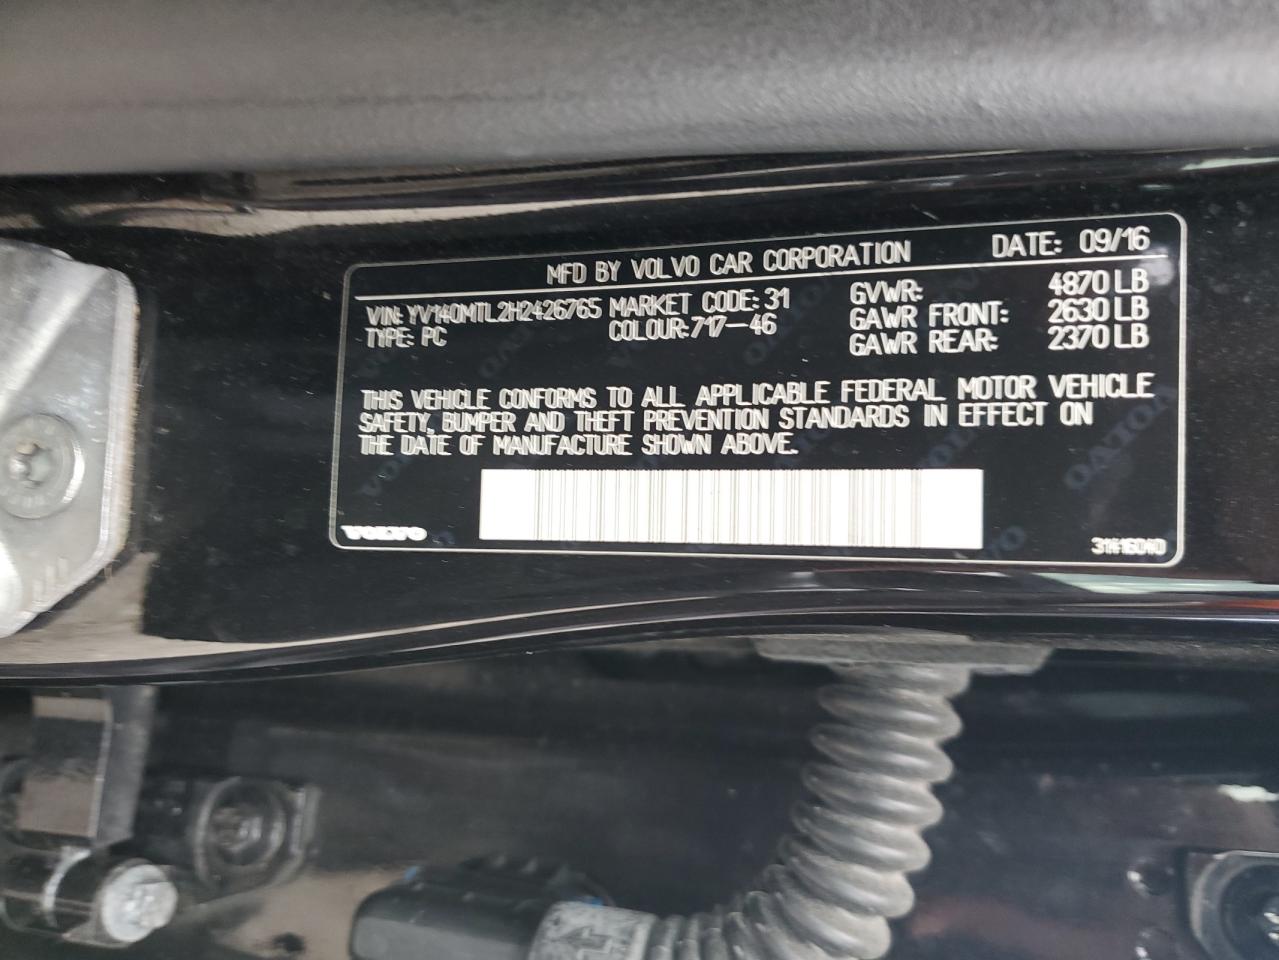 MFD BY VOLVO CAR CORPORATION DATE: 09/16
VIN: YV140MTL2H2426765 MARKET CODE: 31 GVWR: 4870 LB
TYPE: PC COLOUR: 717-46 GAWR FRONT: 2630 LB
GAWR REAR: 2370 LB
THIS VEHICLE CONFORMS TO ALL APPLICABLE FEDERAL MOTOR VEHICLE
SAFETY, BUMPER AND THEFT PREVENTION STANDARDS IN EFFECT ON
THE DATE OF MANUFACTURE SHOWN ABOVE.
VOLVO 31416040